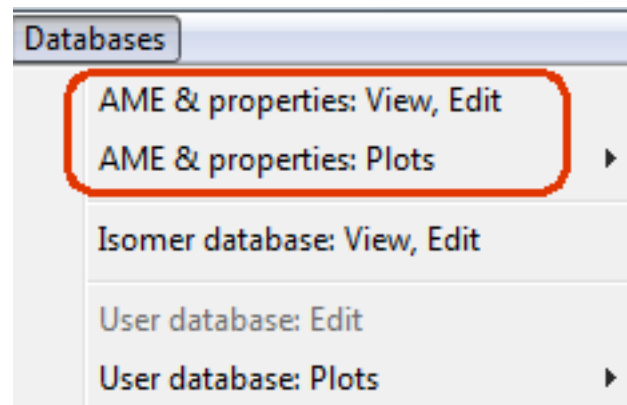 Databases
AME & properties: View, Edit
AME & properties: Plots
Isomer database: View, Edit
User database: Edit
User database: Plots